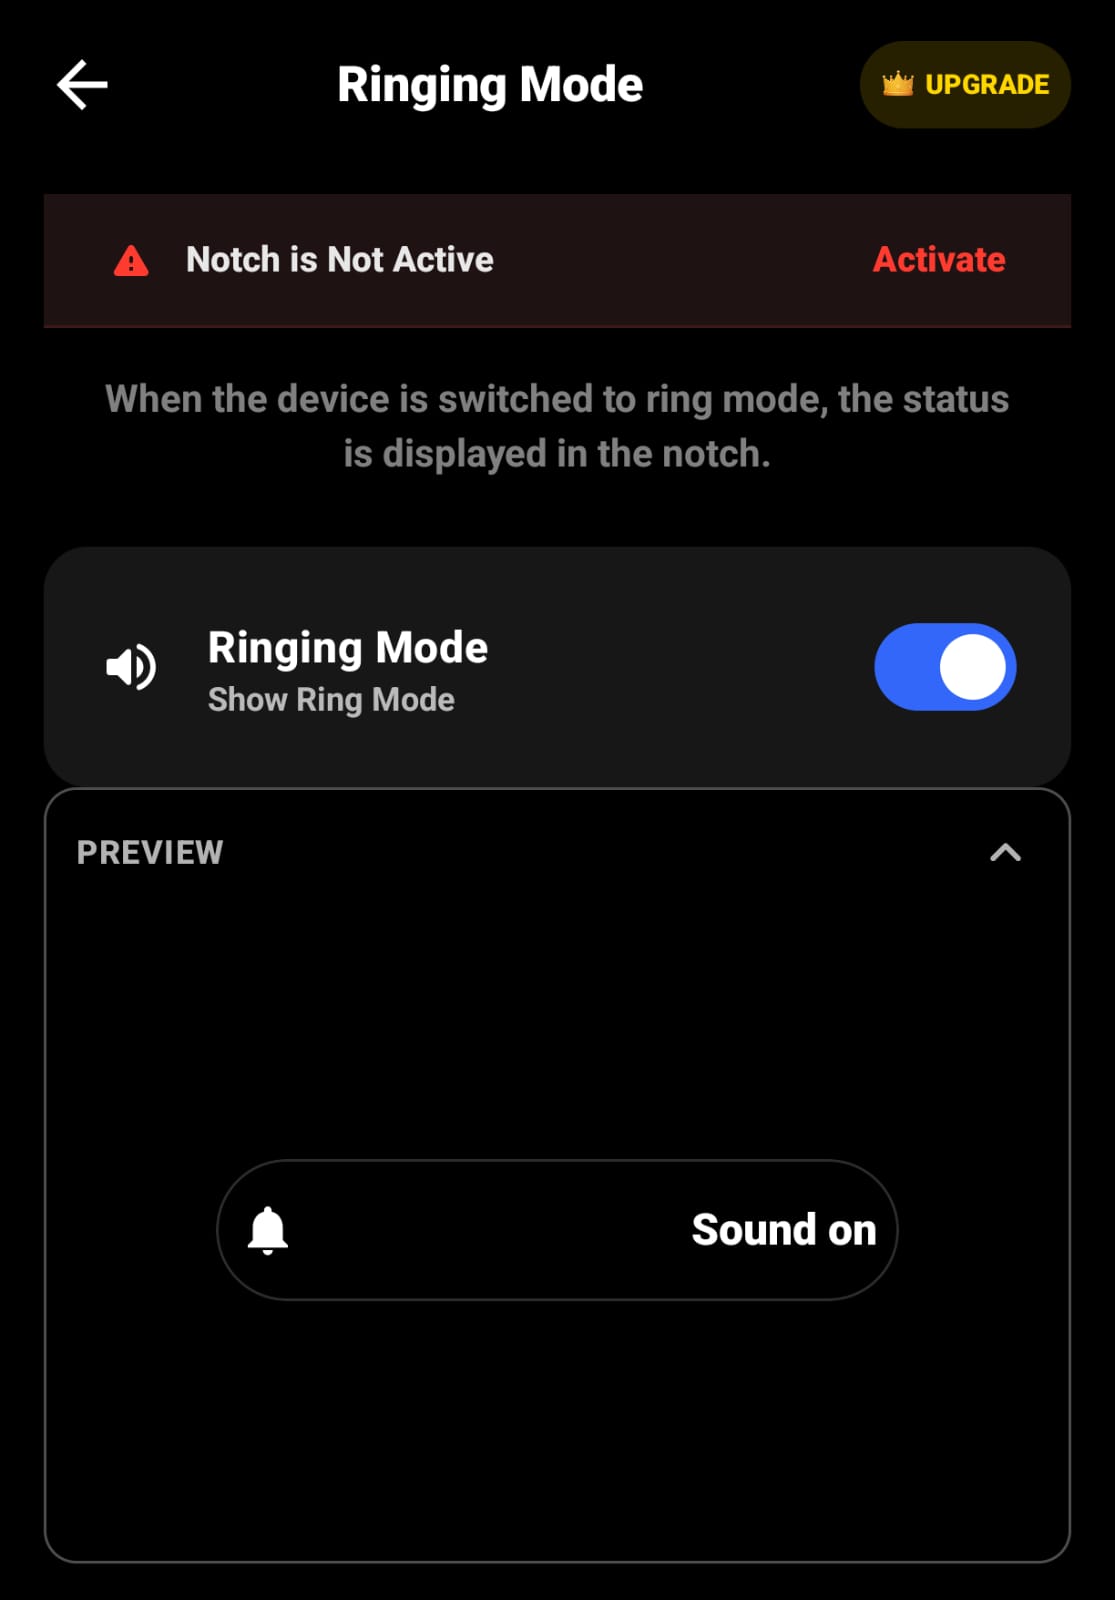 Ringing Mode
UPGRADE
Notch is Not Active
Activate
When the device is switched to ring mode, the status
is displayed in the notch.
Ringing Mode
Show Ring Mode
PREVIEW
Sound on